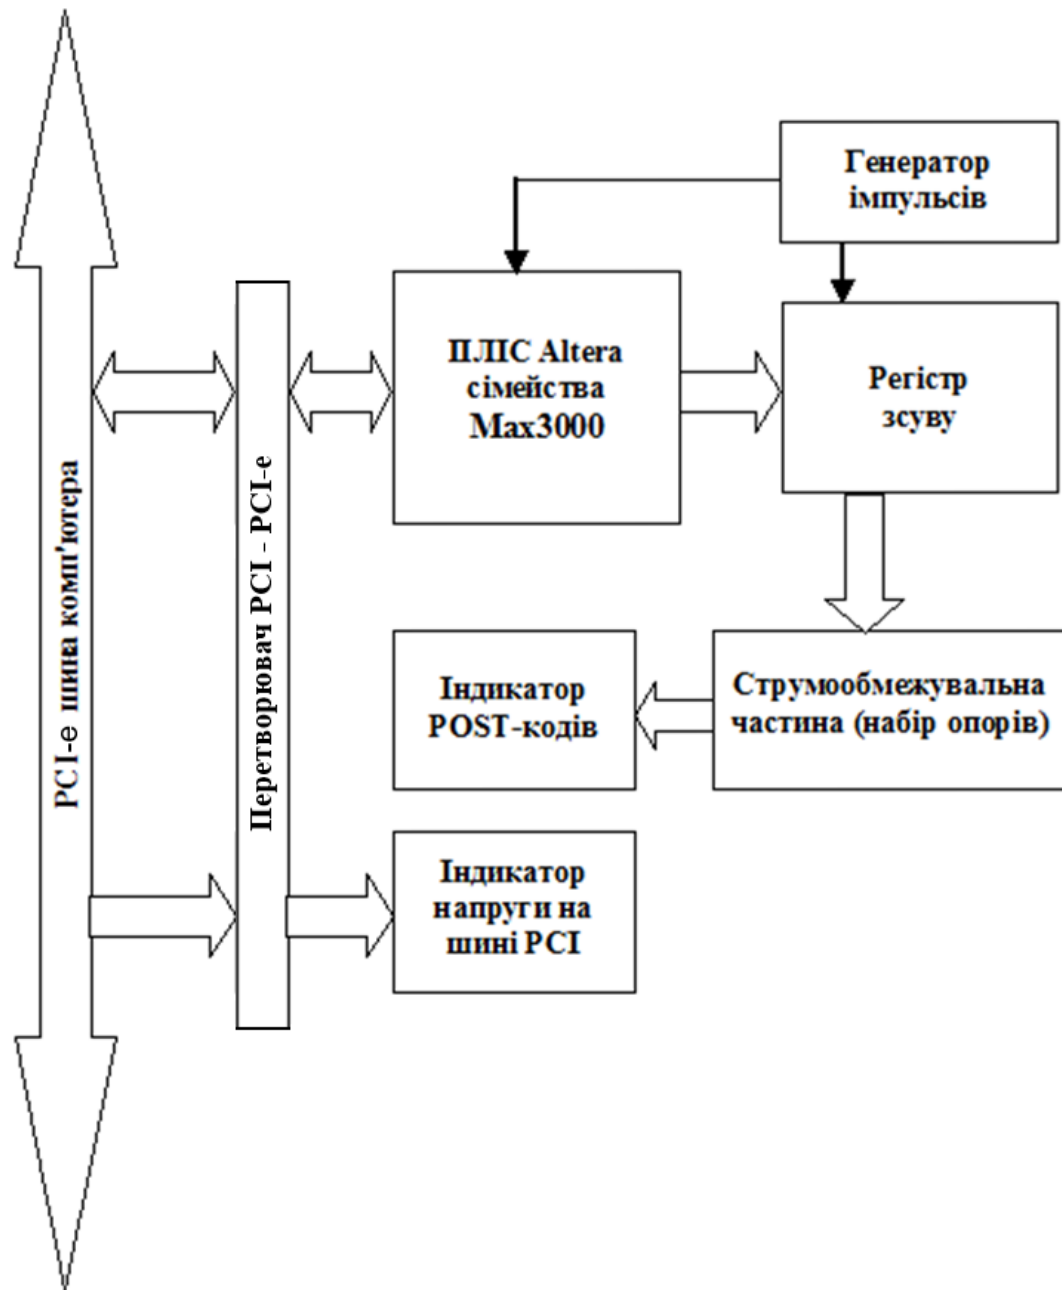 Генератор
імпульсів
ПЛІС Altera
сімейства
Max3000
Регістр
зсуву
PCI-e шина комп'ютера
Перетворювач PCI - PCI-e
Індикатор
POST-кодів
Струмообмежувальна
частина (набір опорів)
Індикатор
напруги на
шині PCI